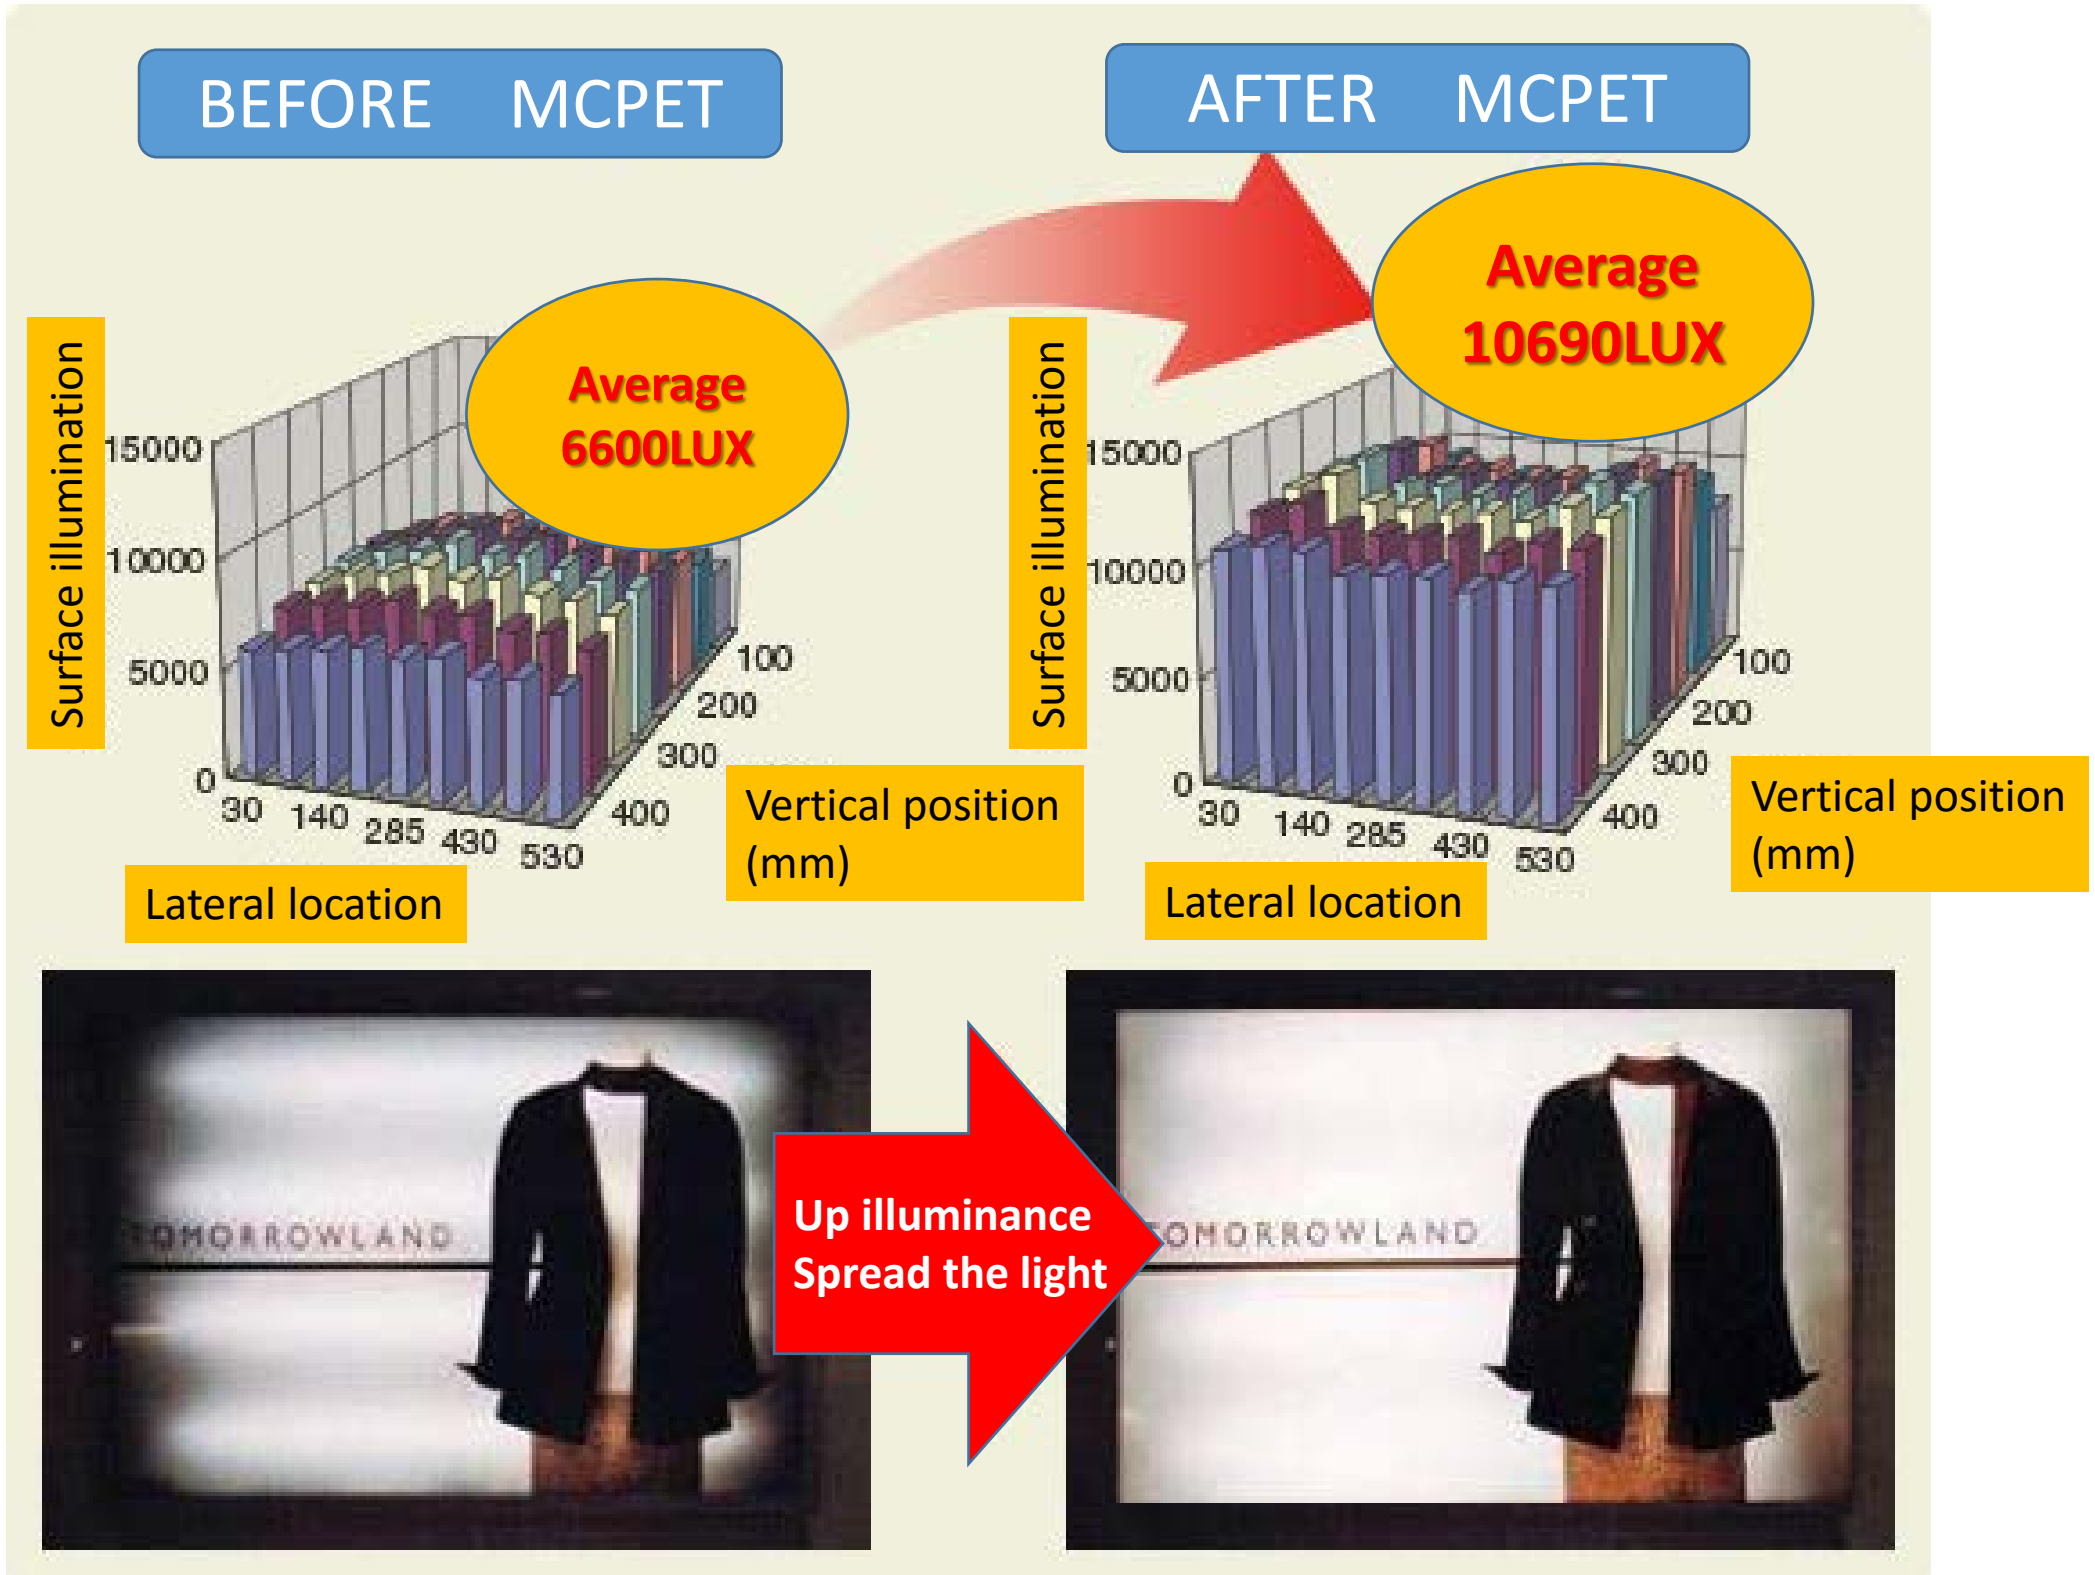 BEFORE MCPET
AFTER MCPET
Average
6600LUX
Average
10690LUX
Surface illumination
15000
10000
5000
0
30 140 285 430 530
100
200
300
400
Lateral location
Vertical position
(mm)
Surface illumination
15000
10000
5000
0
30 140 285 430 530
100
200
300
400
Lateral location
Vertical position
(mm)
TOMORROWLAND
Up illuminance
Spread the light
OMORROWLAND